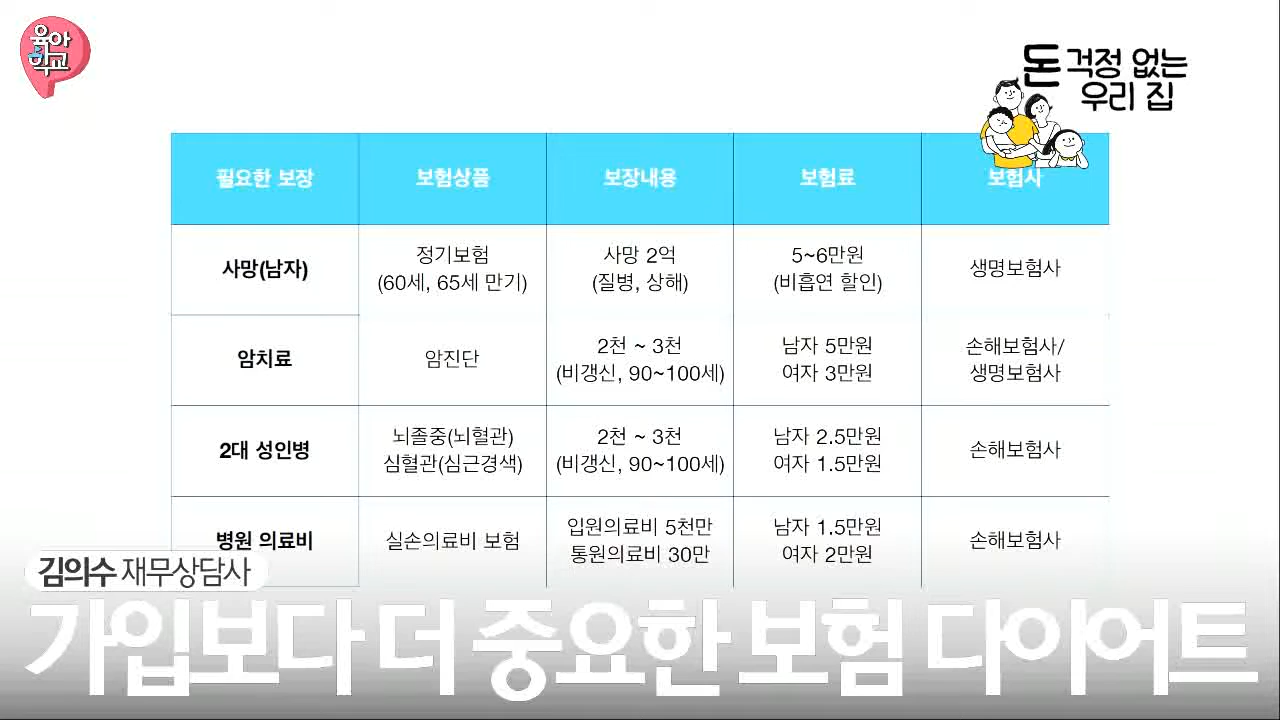 육아
학교
돈 걱정 없는
우리 집
필요한 보장 보험상품 보장내용 보험료 보험사
사망(남자)
정기보험
(60세, 65세 만기)
사망 2억
(질병, 상해)
5~6만원
(비흡연 할인)
생명보험사
암치료
암진단
2천 ~ 3천
(비갱신, 90~100세)
남자 5만원
여자 3만원
손해보험사/
생명보험사
2대 성인병
뇌졸중(뇌혈관)
심혈관(심근경색)
2천 ~ 3천
(비갱신, 90~100세)
남자 2.5만원
여자 1.5만원
손해보험사
병원 의료비
실손의료비 보험
입원의료비 5천만
통원의료비 30만
남자 1.5만원
여자 2만원
손해보험사
김의수 재무상담사
가입보다 더 중요한 보험 다이어트